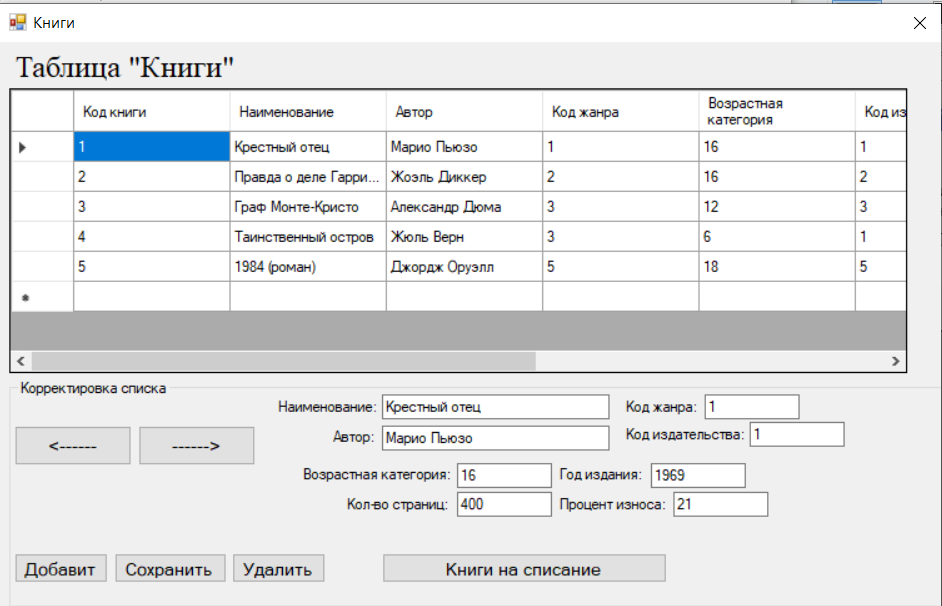 Книги
Таблица "Книги"
Код книги Наименование Автор Код жанра Возрастная категория Код из
1 Крестный отец Марио Пьюзо 1 16 1
2 Правда о деле Гарри... Жоэль Диккер 2 16 2
3 Граф Монте-Кристо Александр Дюма 3 12 3
4 Таинственный остров Жюль Верн 3 6 1
5 1984 (роман) Джордж Оруэлл 5 18 5
Корректировка списка
Наименование: Крестный отец Код жанра: 1
<------ ------> Автор: Марио Пьюзо Код издательства: 1
Возрастная категория: 16 Год издания: 1969
Кол-во страниц: 400 Процент износа: 21
Добавит Сохранить Удалить Книги на списание